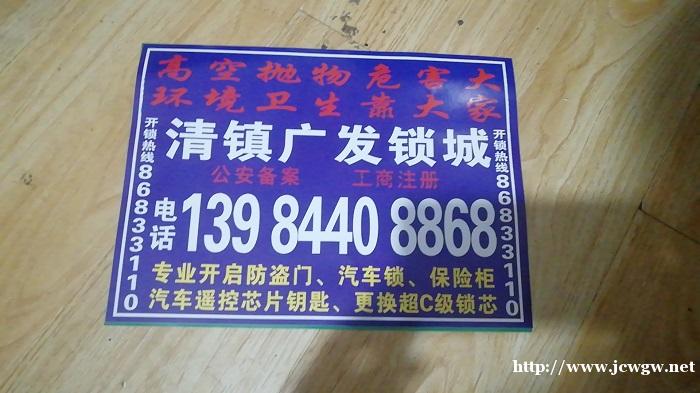 高空抛物危害大
环境卫生靠大家
清镇广发锁城
公安备案 工商注册
电话 139 8440 8868
专业开启防盗门、汽车锁、保险柜
汽车遥控芯片钥匙、更换超C级锁芯
开锁热线86833110
开锁热线86833110
http://www.jcwgw.net